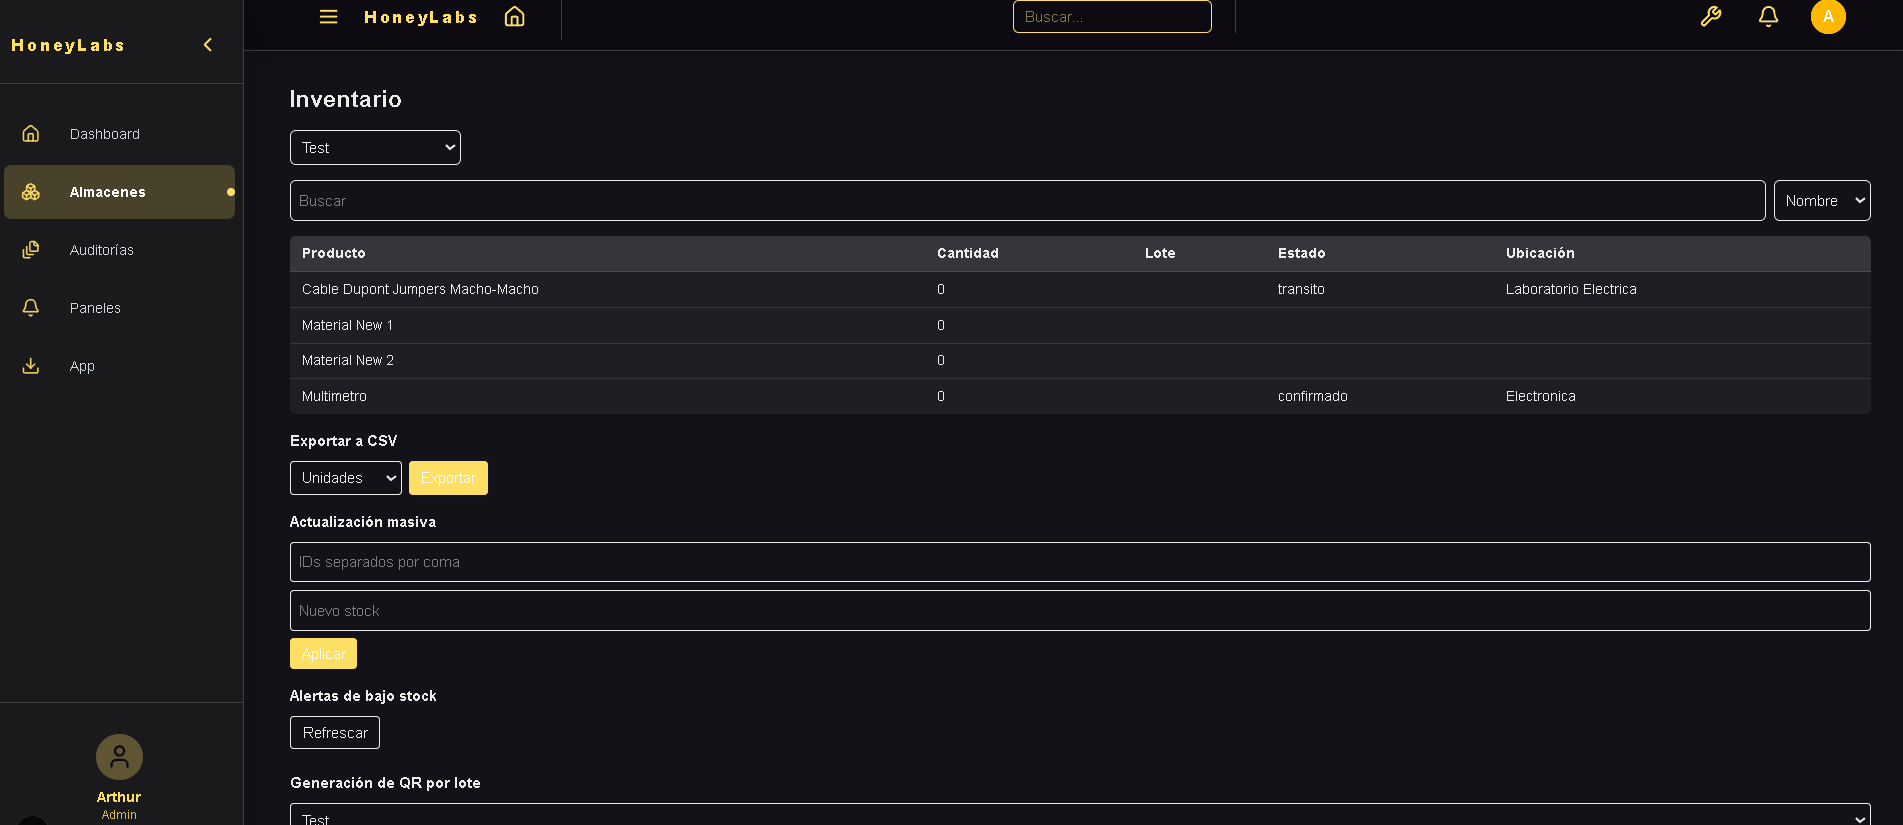 HoneyLabs
Dashboard
Almacenes
Auditorías
Paneles
App
Arthur
Admin
HoneyLabs
Buscar...
A
Inventario
Test
Buscar
Nombre
Producto Cantidad Lote Estado Ubicación
Cable Dupont Jumpers Macho-Macho 0 transito Laboratorio Electrica
Material New 1 0
Material New 2 0
Multimetro 0 confirmado Electronica
Exportar a CSV
Unidades Exportar
Actualización masiva
IDs separados por coma
Nuevo stock
Aplicar
Alertas de bajo stock
Refrescar
Generación de QR por lote
Test